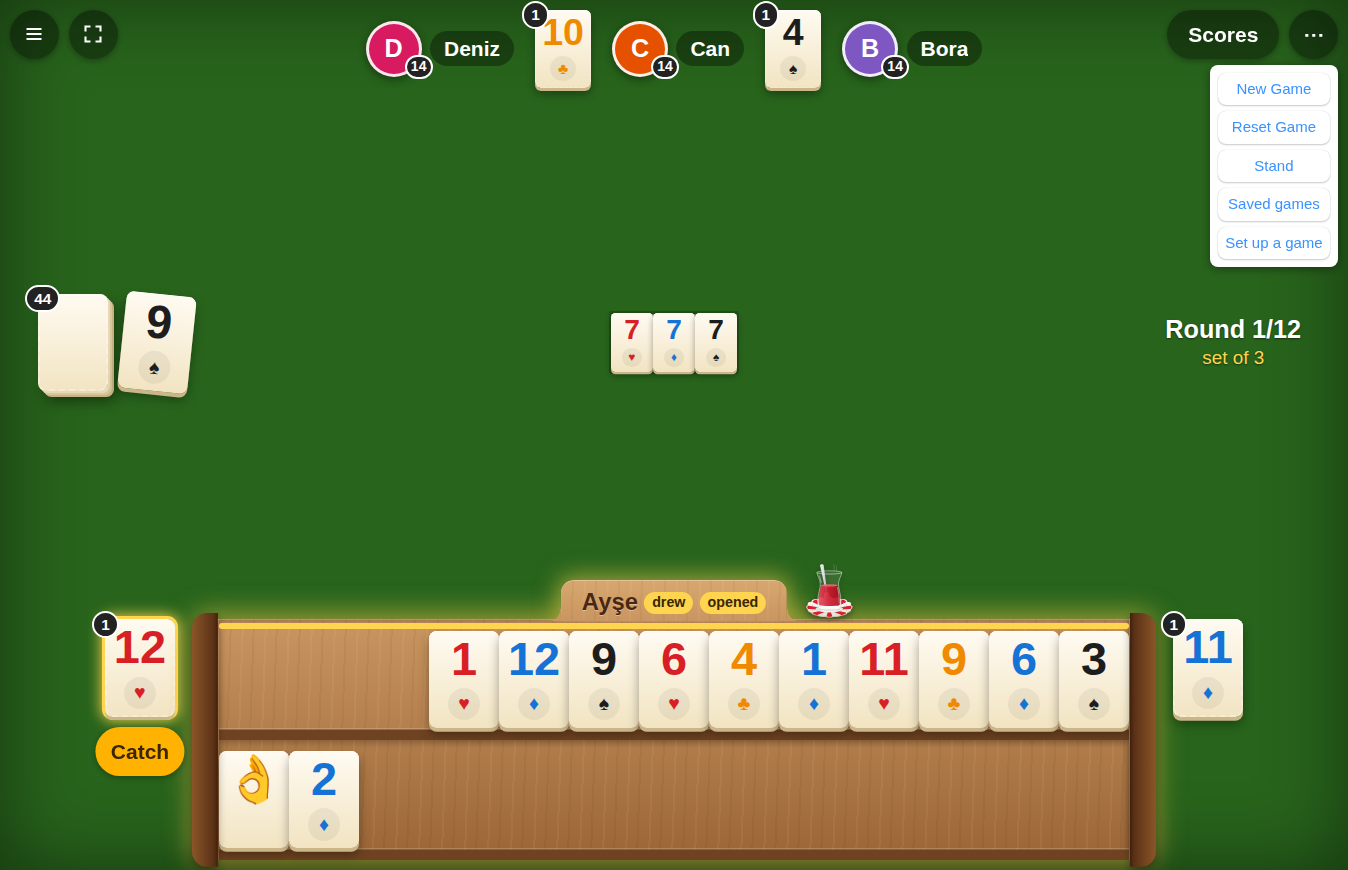 D 14 Deniz
1 10 ♣
C 14 Can
1 4 ♠
B 14 Bora
Scores
...
New Game
Reset Game
Stand
Saved games
Set up a game
44
9 ♠
7 7 7
♥ ♦ ♠
Round 1/12
set of 3
Ayşe drew opened
1 12 ♥
Catch
1 12 9 6 4 1 11 9 6 3
♥ ♦ ♠ ♥ ♣ ♦ ♥ ♣ ♦ ♠
1 11 ♦
2 ♦